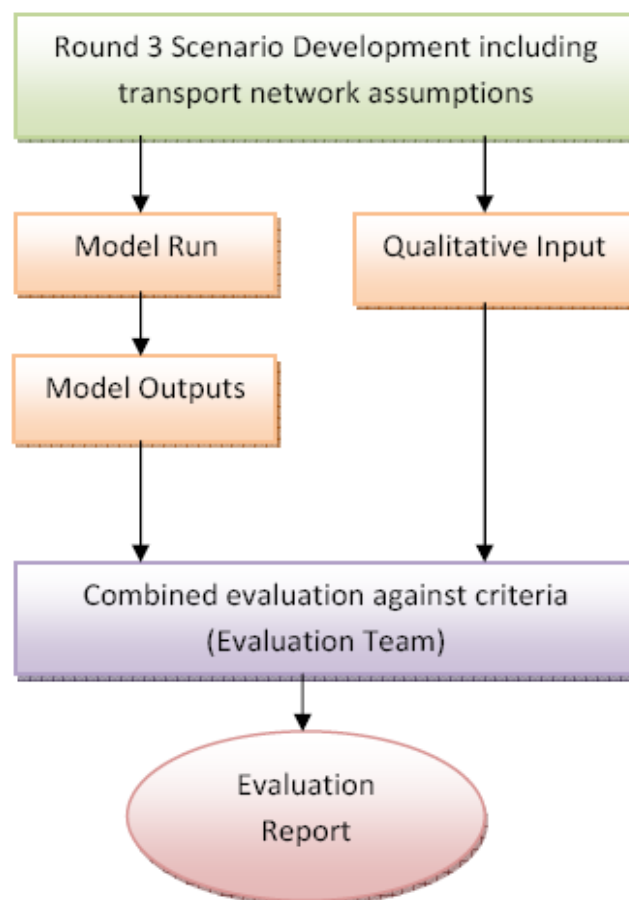 Round 3 Scenario Development including
transport network assumptions
Model Run
Qualitative Input
Model Outputs
Combined evaluation against criteria
(Evaluation Team)
Evaluation
Report